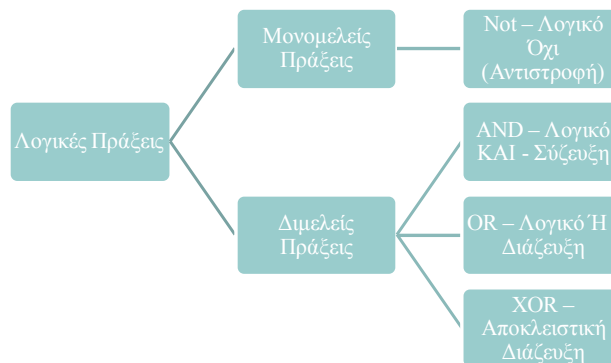 Λογικές Πράξεις
Μονομελείς
Πράξεις
Not – Λογικό
Όχι
(Αντιστροφή)
Διμελείς
Πράξεις
AND – Λογικό
ΚΑΙ - Σύζευξη
OR – Λογικό Ή
Διάζευξη
XOR –
Αποκλειστική
Διάζευξη